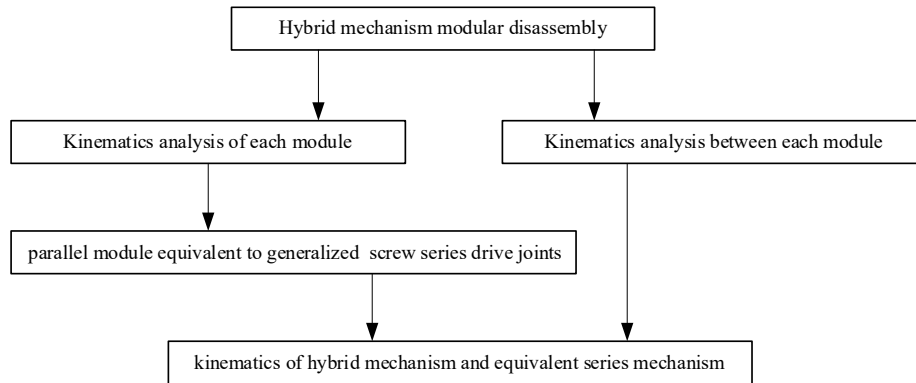 Hybrid mechanism modular disassembly
Kinematics analysis of each module
Kinematics analysis between each module
parallel module equivalent to generalized screw series drive joints
kinematics of hybrid mechanism and equivalent series mechanism